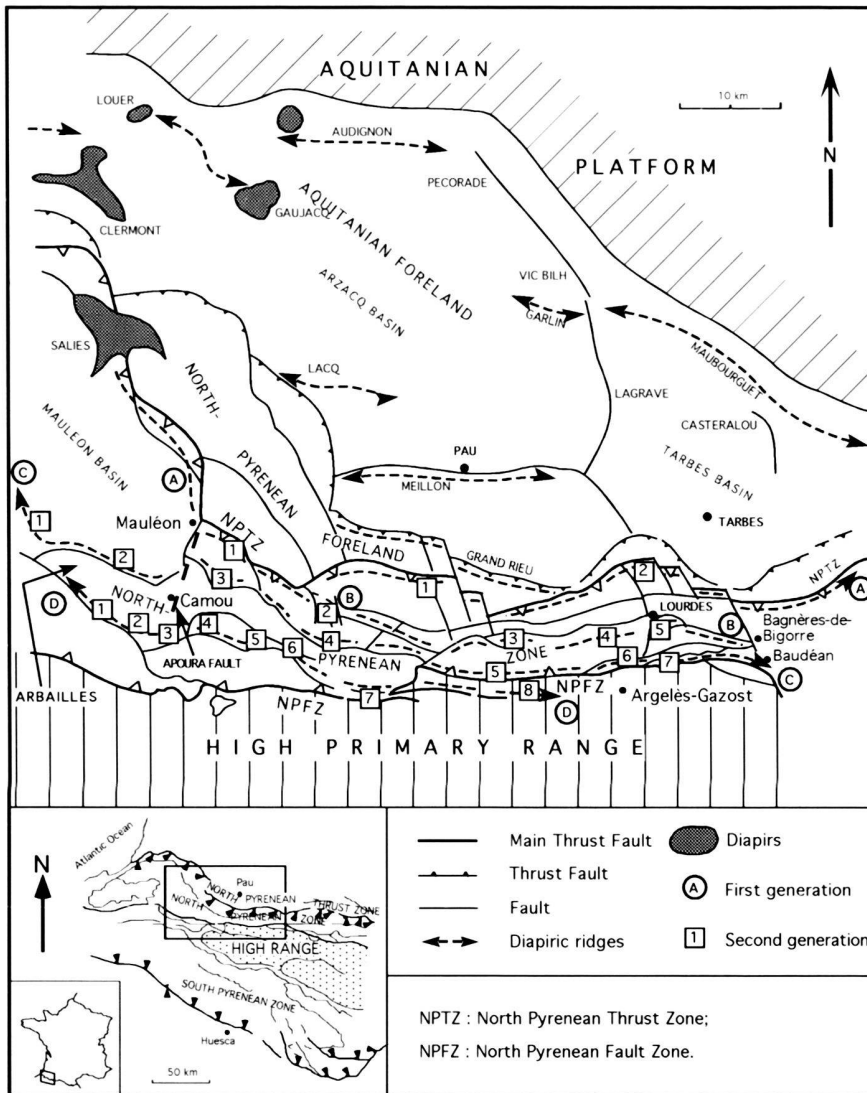 AQUITANIAN
PLATFORM
10 km
N
LOUER
AUDIGNON
PECORADE
CLERMONT
GAUJACQ
AQUITANIAN FORELAND
ARZACQ BASIN
VIC BILH
GARLIN
MAUBOURGUET
SALIES
LACQ
LAGRAVE
CASTERALOU
TARBES BASIN
MAULEON BASIN
NORTH-
PYRENEAN
FORELAND
PAU
MEILLON
TARBES
C
A
1
Mauléon
NPTZ
1
GRAND RIEU
NPTZ
A
2
3
2
B
1
2
D
NORTH-
Camou
LOURDES
B
Bagnères-de-
Bigorre
1
2
3
4
5
6
4
PYRENEAN
3
ZONE
4
5
6
7
Baudéan
APOURA FAULT
5
C
ARBAILLES
NPFZ
7
8
NPFZ
D
Argelès-Gazost
HIGH PRIMARY RANGE
Atlantic Ocean
N
Pau
NORTH PYRENEAN THRUST ZONE
NORTH PYRENEAN ZONE
HIGH RANGE
SOUTH PYRENEAN ZONE
Huesca
50 km
Main Thrust Fault
Diapirs
Thrust Fault
A First generation
Fault
Diapiric ridges
1 Second generation
NPTZ : North Pyrenean Thrust Zone;
NPFZ : North Pyrenean Fault Zone.